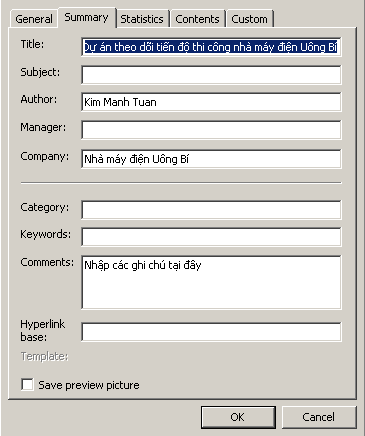 General Summary Statistics Contents Custom
Title: Dự án theo dõi tiến độ thi công nhà máy điện Uông Bí
Subject:
Author: Kim Manh Tuan
Manager:
Company: Nhà máy điện Uông Bí
Category:
Keywords:
Comments: Nhập các ghi chú tại đây
Hyperlink
base:
Template:
Save preview picture
OK Cancel